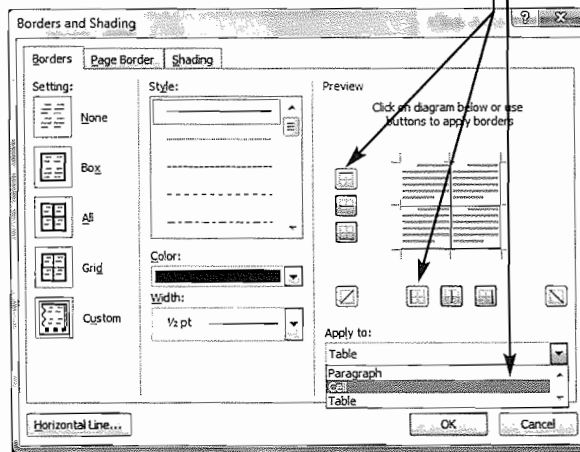 Borders and Shading
Borders Page Border Shading
Setting:
None
Box
All
Grid
Custom
Style:
Color:
Width:
½ pt
Preview
Click on diagram below or use
buttons to apply borders
Apply to:
Table
Paragraph
Cell
Table
Horizontal Line...
OK
Cancel